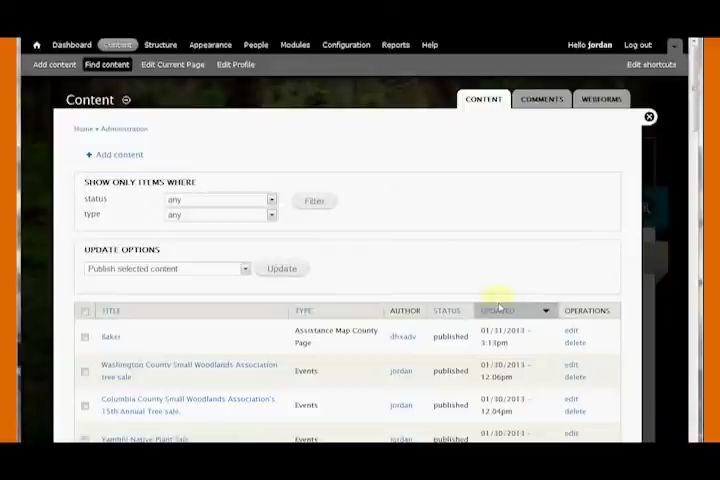 Dashboard Content Structure Appearance People Modules Configuration Reports Help Hello jordan Log out
Add content Find content Edit Current Page Edit Profile Edit shortcuts
Content
CONTENT COMMENTS WEBFORMS
Home » Administration
Add content
SHOW ONLY ITEMS WHERE
status any
type any
Filter
UPDATE OPTIONS
Publish selected content Update
TITLE TYPE AUTHOR STATUS UPDATED OPERATIONS
Baker Assistance Map County Page dhxadv published 01/31/2013 - 3:13pm edit delete
Washington County Small Woodlands Association tree sale Events jordan published 01/30/2013 - 12:06pm edit delete
Columbia County Small Woodlands Association's 15th Annual Tree sale. Events jordan published 01/30/2013 - 12:04pm edit delete
Yamhill Native Plant Sale 01/30/2013 - edit